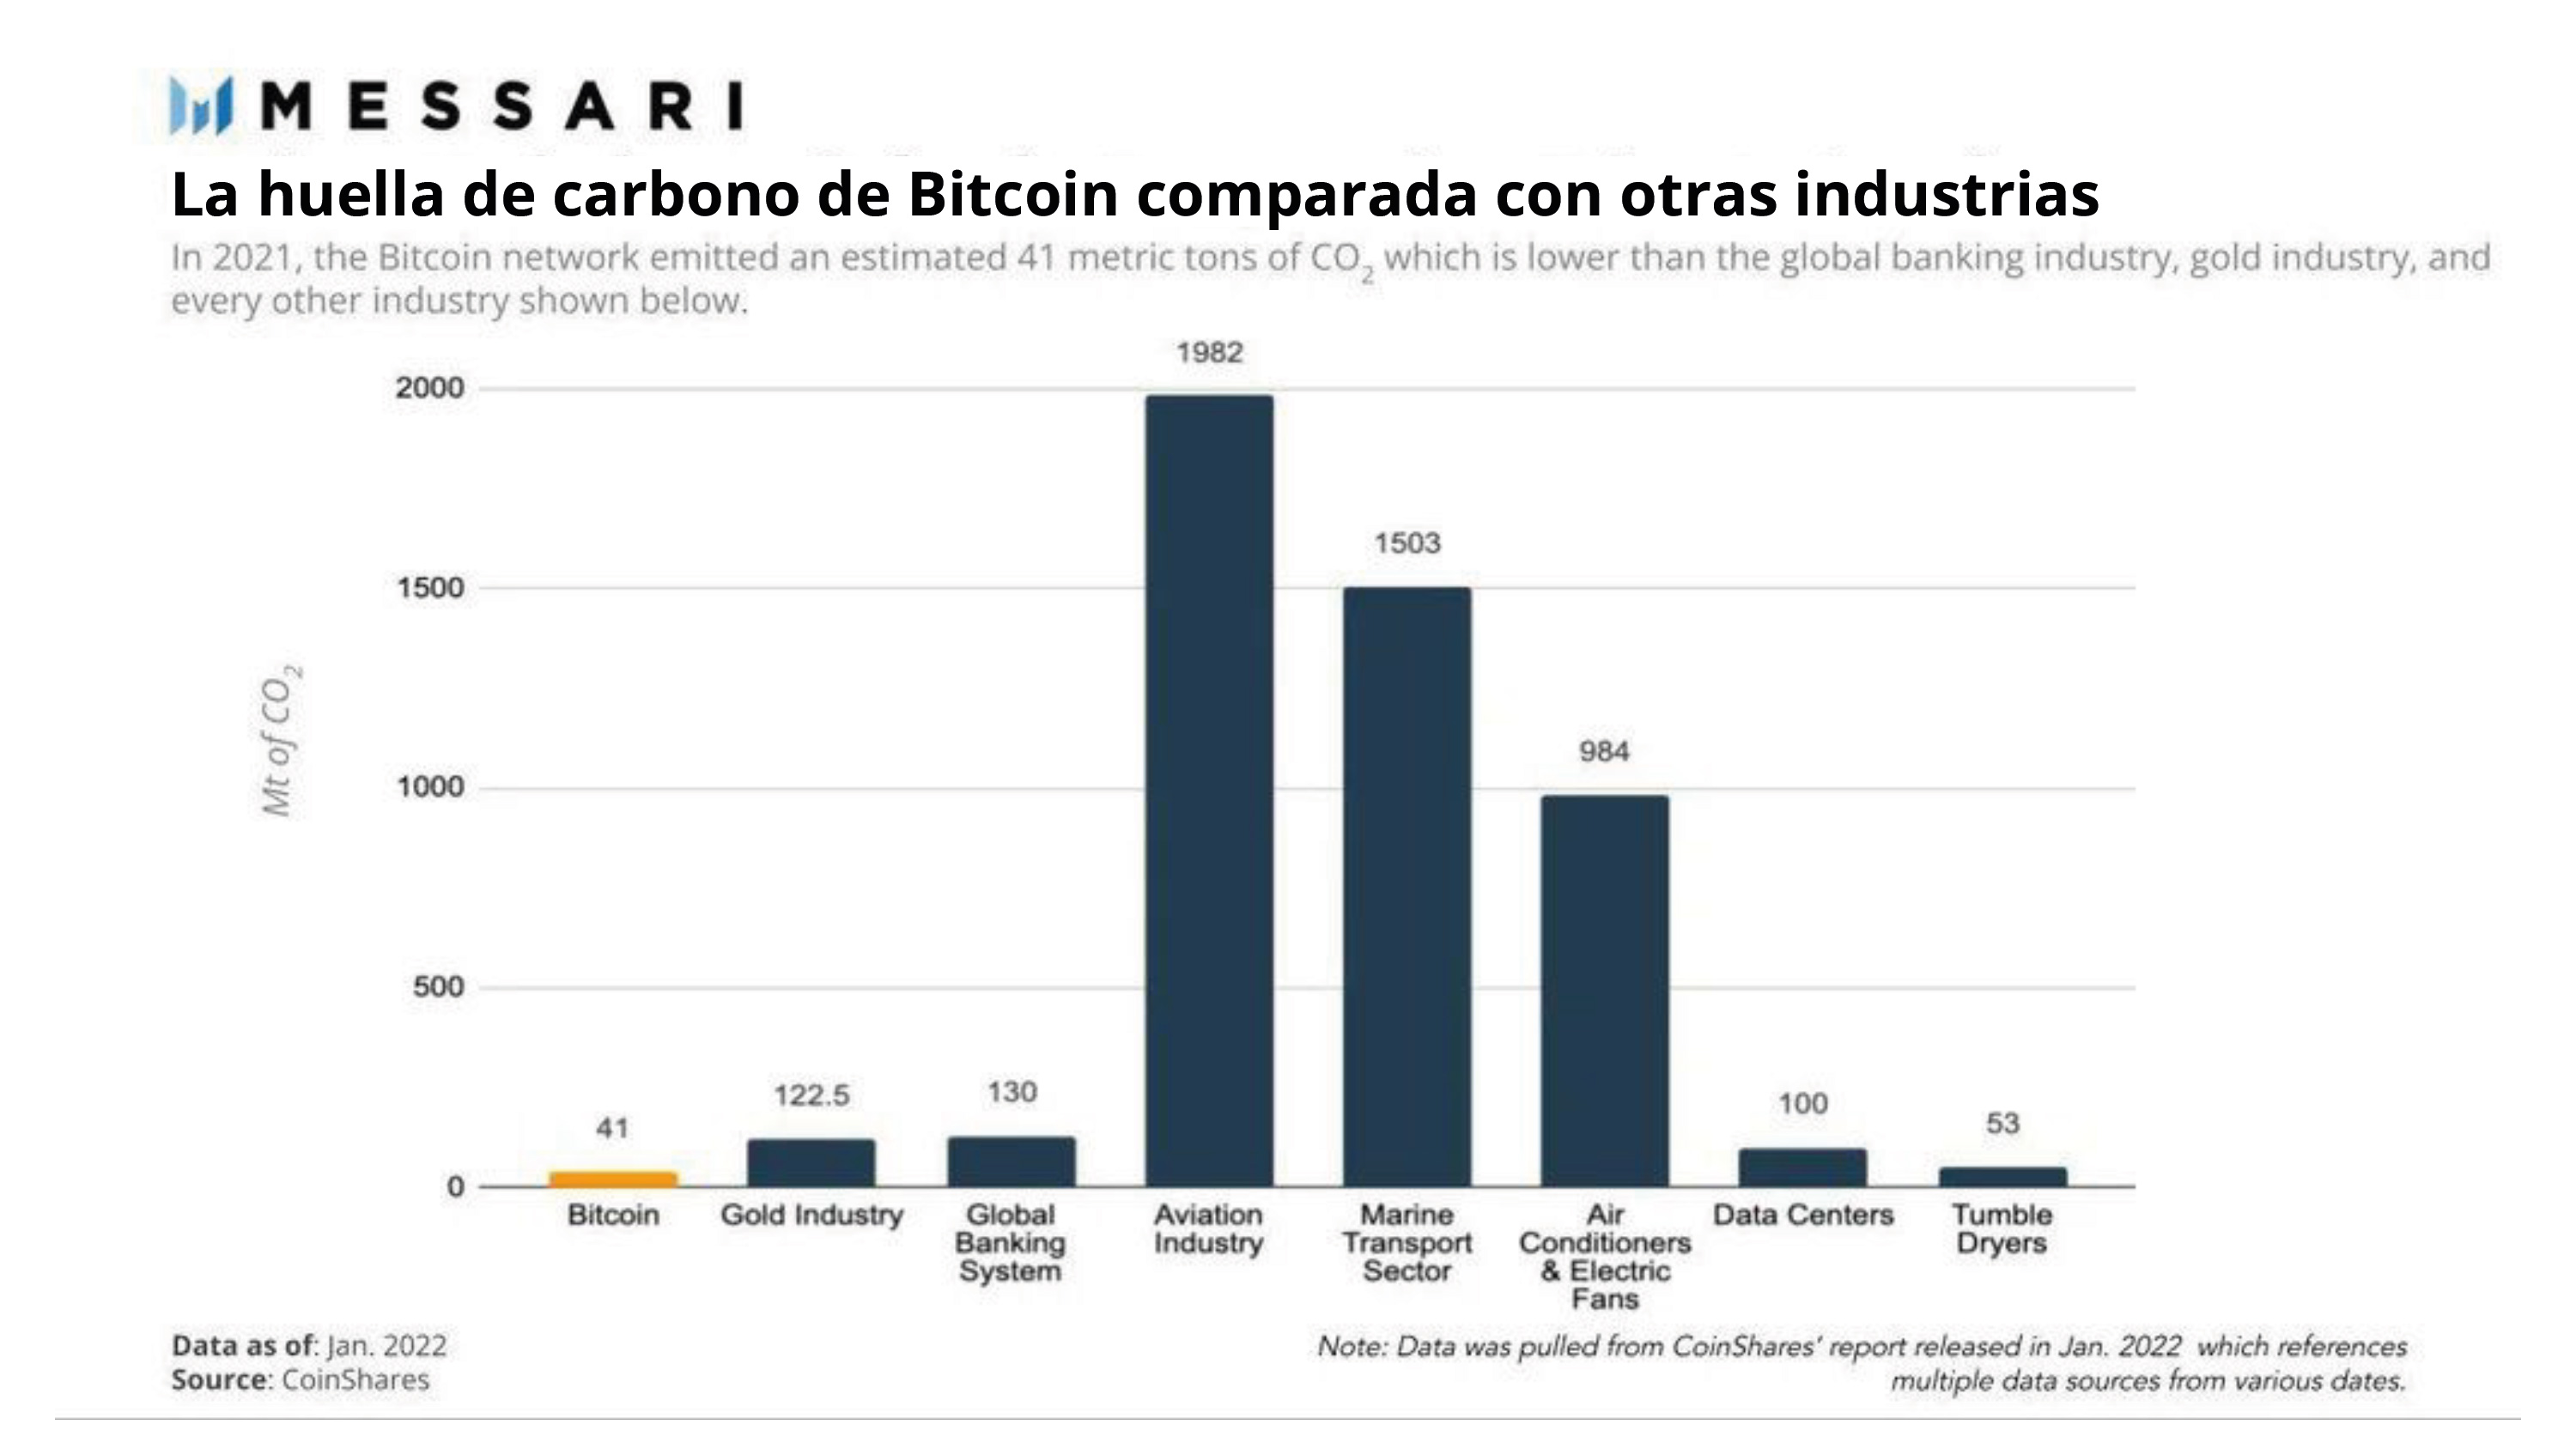 MESSARI
La huella de carbono de Bitcoin comparada con otras industrias
In 2021, the Bitcoin network emitted an estimated 41 metric tons of CO₂ which is lower than the global banking industry, gold industry, and
every other industry shown below.
Mt of CO₂
2000
1500
1000
500
0
41
122.5
130
1982
1503
984
100
53
Bitcoin
Gold Industry
Global
Banking
System
Aviation
Industry
Marine
Transport
Sector
Air
Conditioners
& Electric
Fans
Data Centers
Tumble
Dryers
Data as of: Jan. 2022
Source: CoinShares
Note: Data was pulled from CoinShares' report released in Jan. 2022 which references
multiple data sources from various dates.